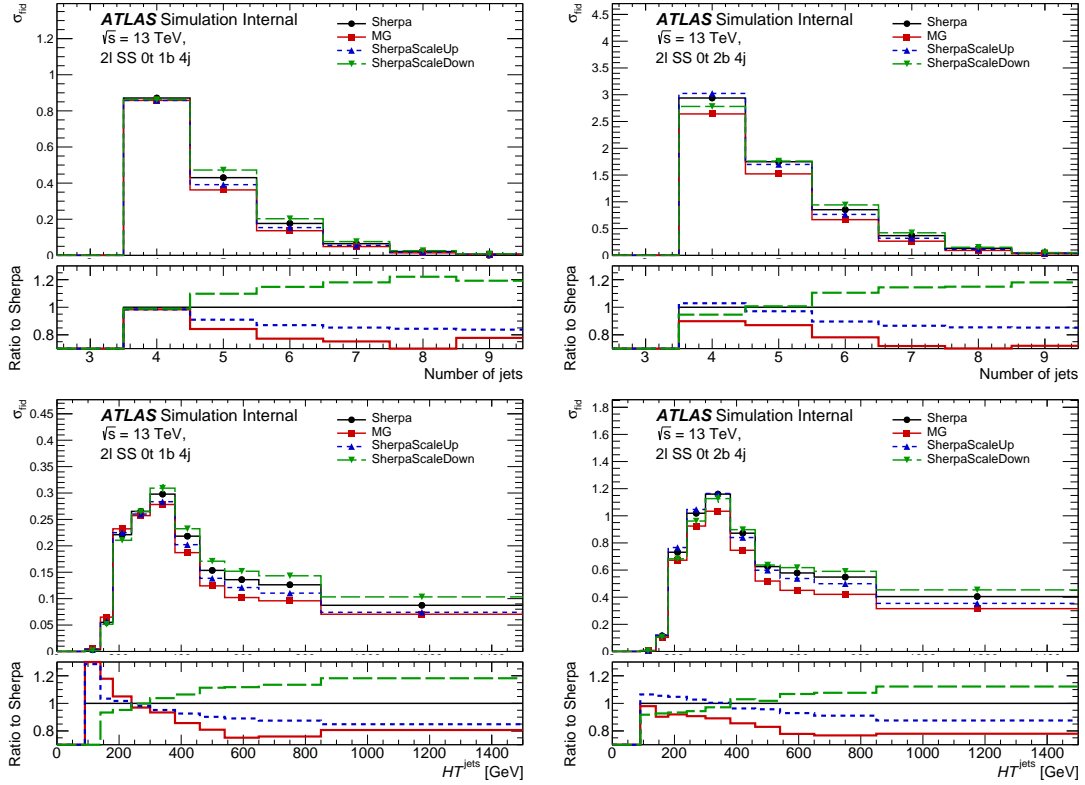 σfid
ATLAS Simulation Internal
√s = 13 TeV,
2l SS 0t 1b 4j
Sherpa
MG
SherpaScaleUp
SherpaScaleDown
1.2
1
0.8
0.6
0.4
0.2
0
Ratio to Sherpa
1.2
1.0
0.8
3 4 5 6 7 8 9
Number of jets
σfid
ATLAS Simulation Internal
√s = 13 TeV,
2l SS 0t 2b 4j
Sherpa
MG
SherpaScaleUp
SherpaScaleDown
4.5
4
3.5
3
2.5
2
1.5
1
0.5
0
Ratio to Sherpa
1.2
1.0
0.8
3 4 5 6 7 8 9
Number of jets
σfid
ATLAS Simulation Internal
√s = 13 TeV,
2l SS 0t 1b 4j
Sherpa
MG
SherpaScaleUp
SherpaScaleDown
0.45
0.4
0.35
0.3
0.25
0.2
0.15
0.1
0.05
0
Ratio to Sherpa
1.2
1.0
0.8
0 200 400 600 800 1000 1200 1400
HT^jets [GeV]
σfid
ATLAS Simulation Internal
√s = 13 TeV,
2l SS 0t 2b 4j
Sherpa
MG
SherpaScaleUp
SherpaScaleDown
1.8
1.6
1.4
1.2
1
0.8
0.6
0.4
0.2
0
Ratio to Sherpa
1.2
1.0
0.8
0 200 400 600 800 1000 1200 1400
HT^jets [GeV]